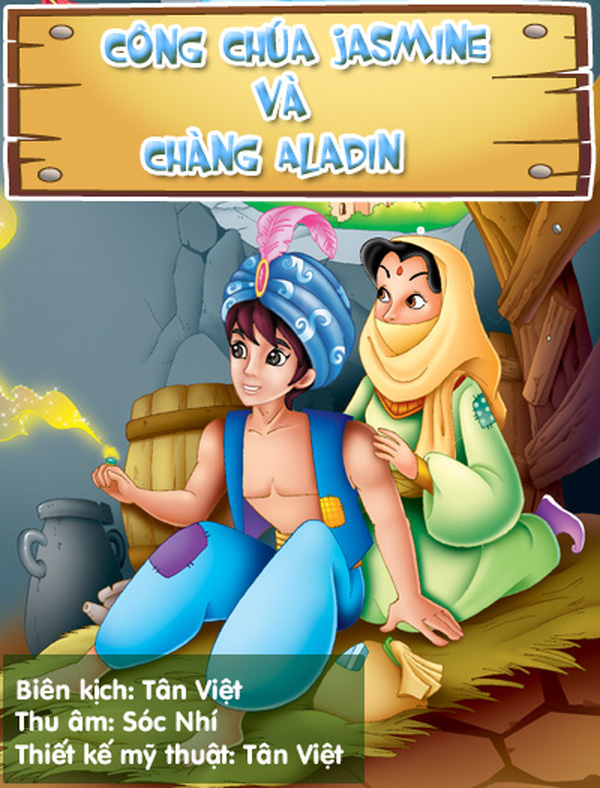 CÔNG CHÚA JASMINE
VÀ
CHÀNG ALADIN
Biên kịch: Tân Việt
Thu âm: Sóc Nhí
Thiết kế mỹ thuật: Tân Việt